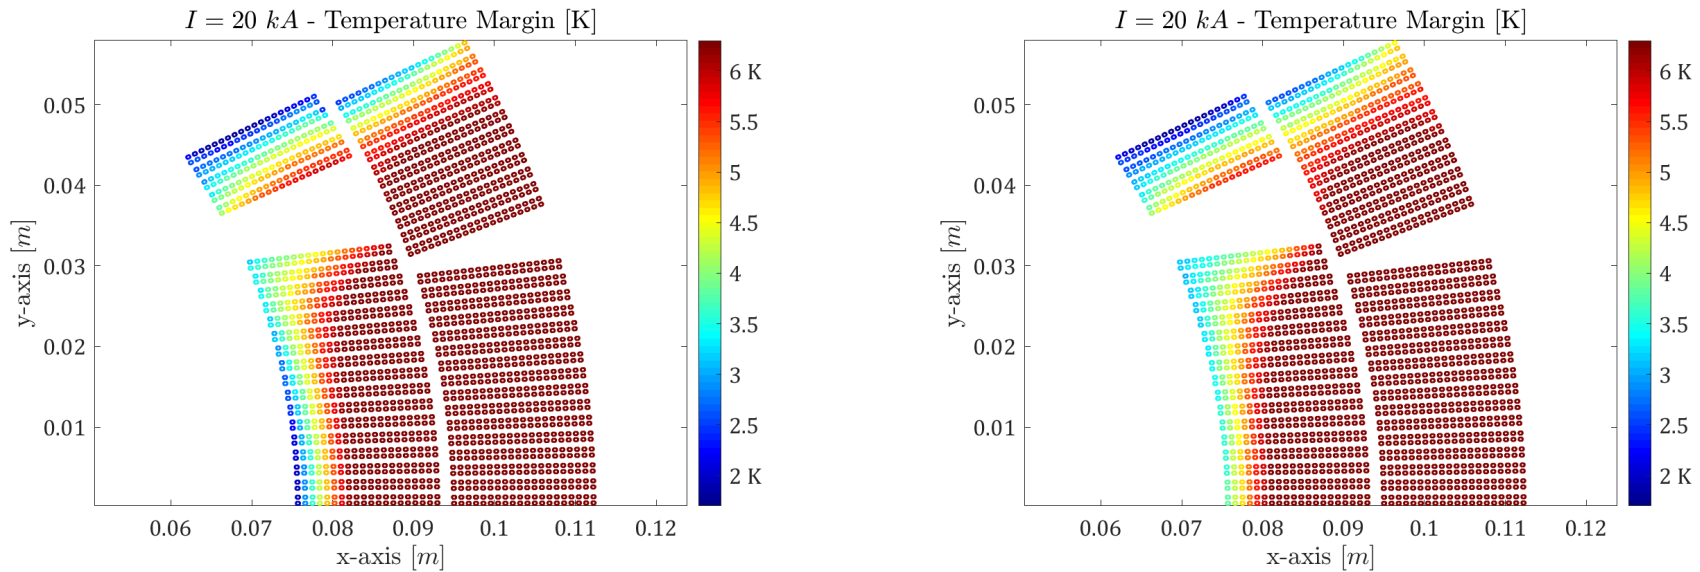 I = 20 kA - Temperature Margin [K]
6 K
5.5
5
4.5
4
3.5
3
2.5
2 K
0.05
0.04
0.03
0.02
0.01
y-axis [m]
0.06 0.07 0.08 0.09 0.1 0.11 0.12
x-axis [m]
I = 20 kA - Temperature Margin [K]
6 K
5.5
5
4.5
4
3.5
3
2.5
2 K
0.05
0.04
0.03
0.02
0.01
y-axis [m]
0.06 0.07 0.08 0.09 0.1 0.11 0.12
x-axis [m]